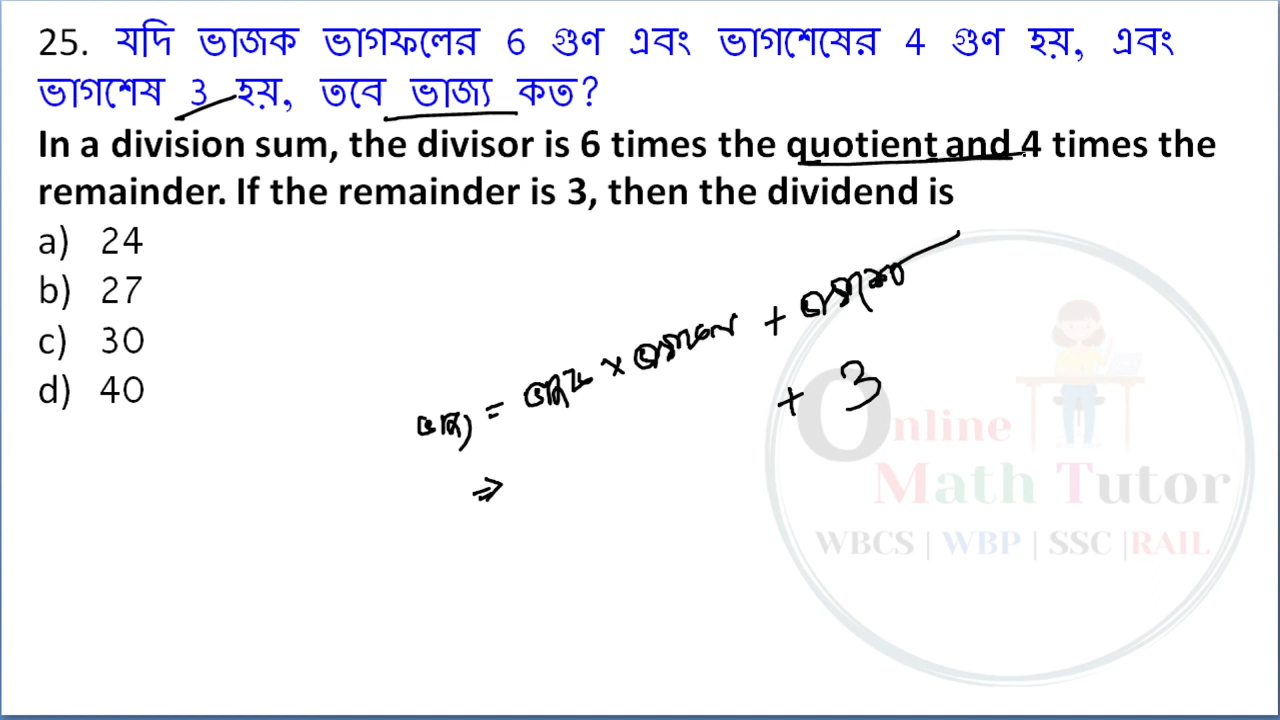 25. যদি ভাজক ভাগফলের 6 গুণ এবং ভাগশেষের 4 গুণ হয়, এবং
ভাগশেষ 3 হয়, তবে ভাজ্য কত?
In a division sum, the divisor is 6 times the quotient and 4 times the
remainder. If the remainder is 3, then the dividend is
a) 24
b) 27
c) 30
d) 40
ভাজ্য = ভাজক × ভাগফল +
+ 3
⇒
Online
Math Tutor
WBCS | WBP | SSC |RAIL